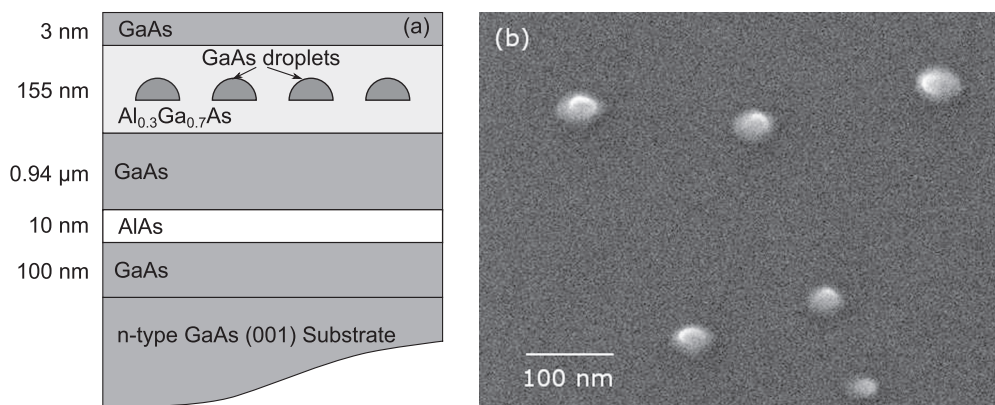 3 nm
GaAs
(a)
GaAs droplets
155 nm
Al0.3Ga0.7As
0.94 µm
GaAs
10 nm
AlAs
100 nm
GaAs
n-type GaAs (001) Substrate
(b)
100 nm